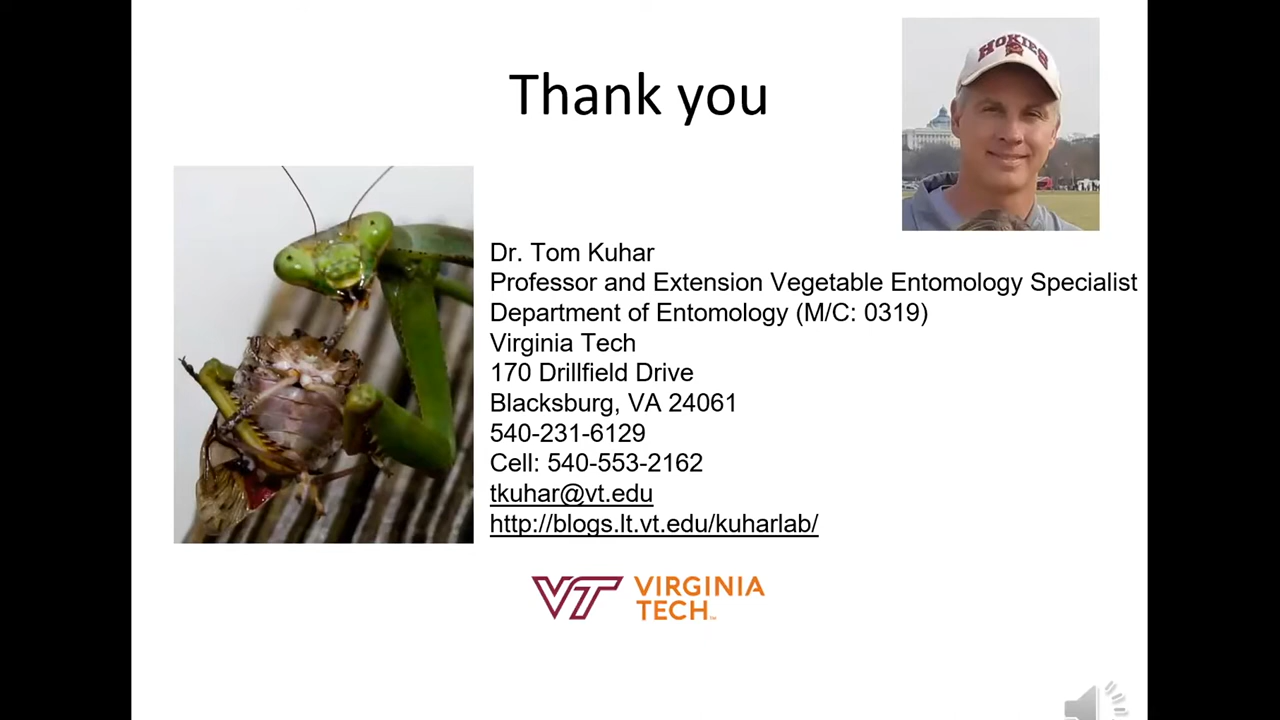 HOKIES
Thank you
Dr. Tom Kuhar
Professor and Extension Vegetable Entomology Specialist
Department of Entomology (M/C: 0319)
Virginia Tech
170 Drillfield Drive
Blacksburg, VA 24061
540-231-6129
Cell: 540-553-2162
tkuhar@vt.edu
http://blogs.lt.vt.edu/kuharlab/
VT VIRGINIA
TECH™